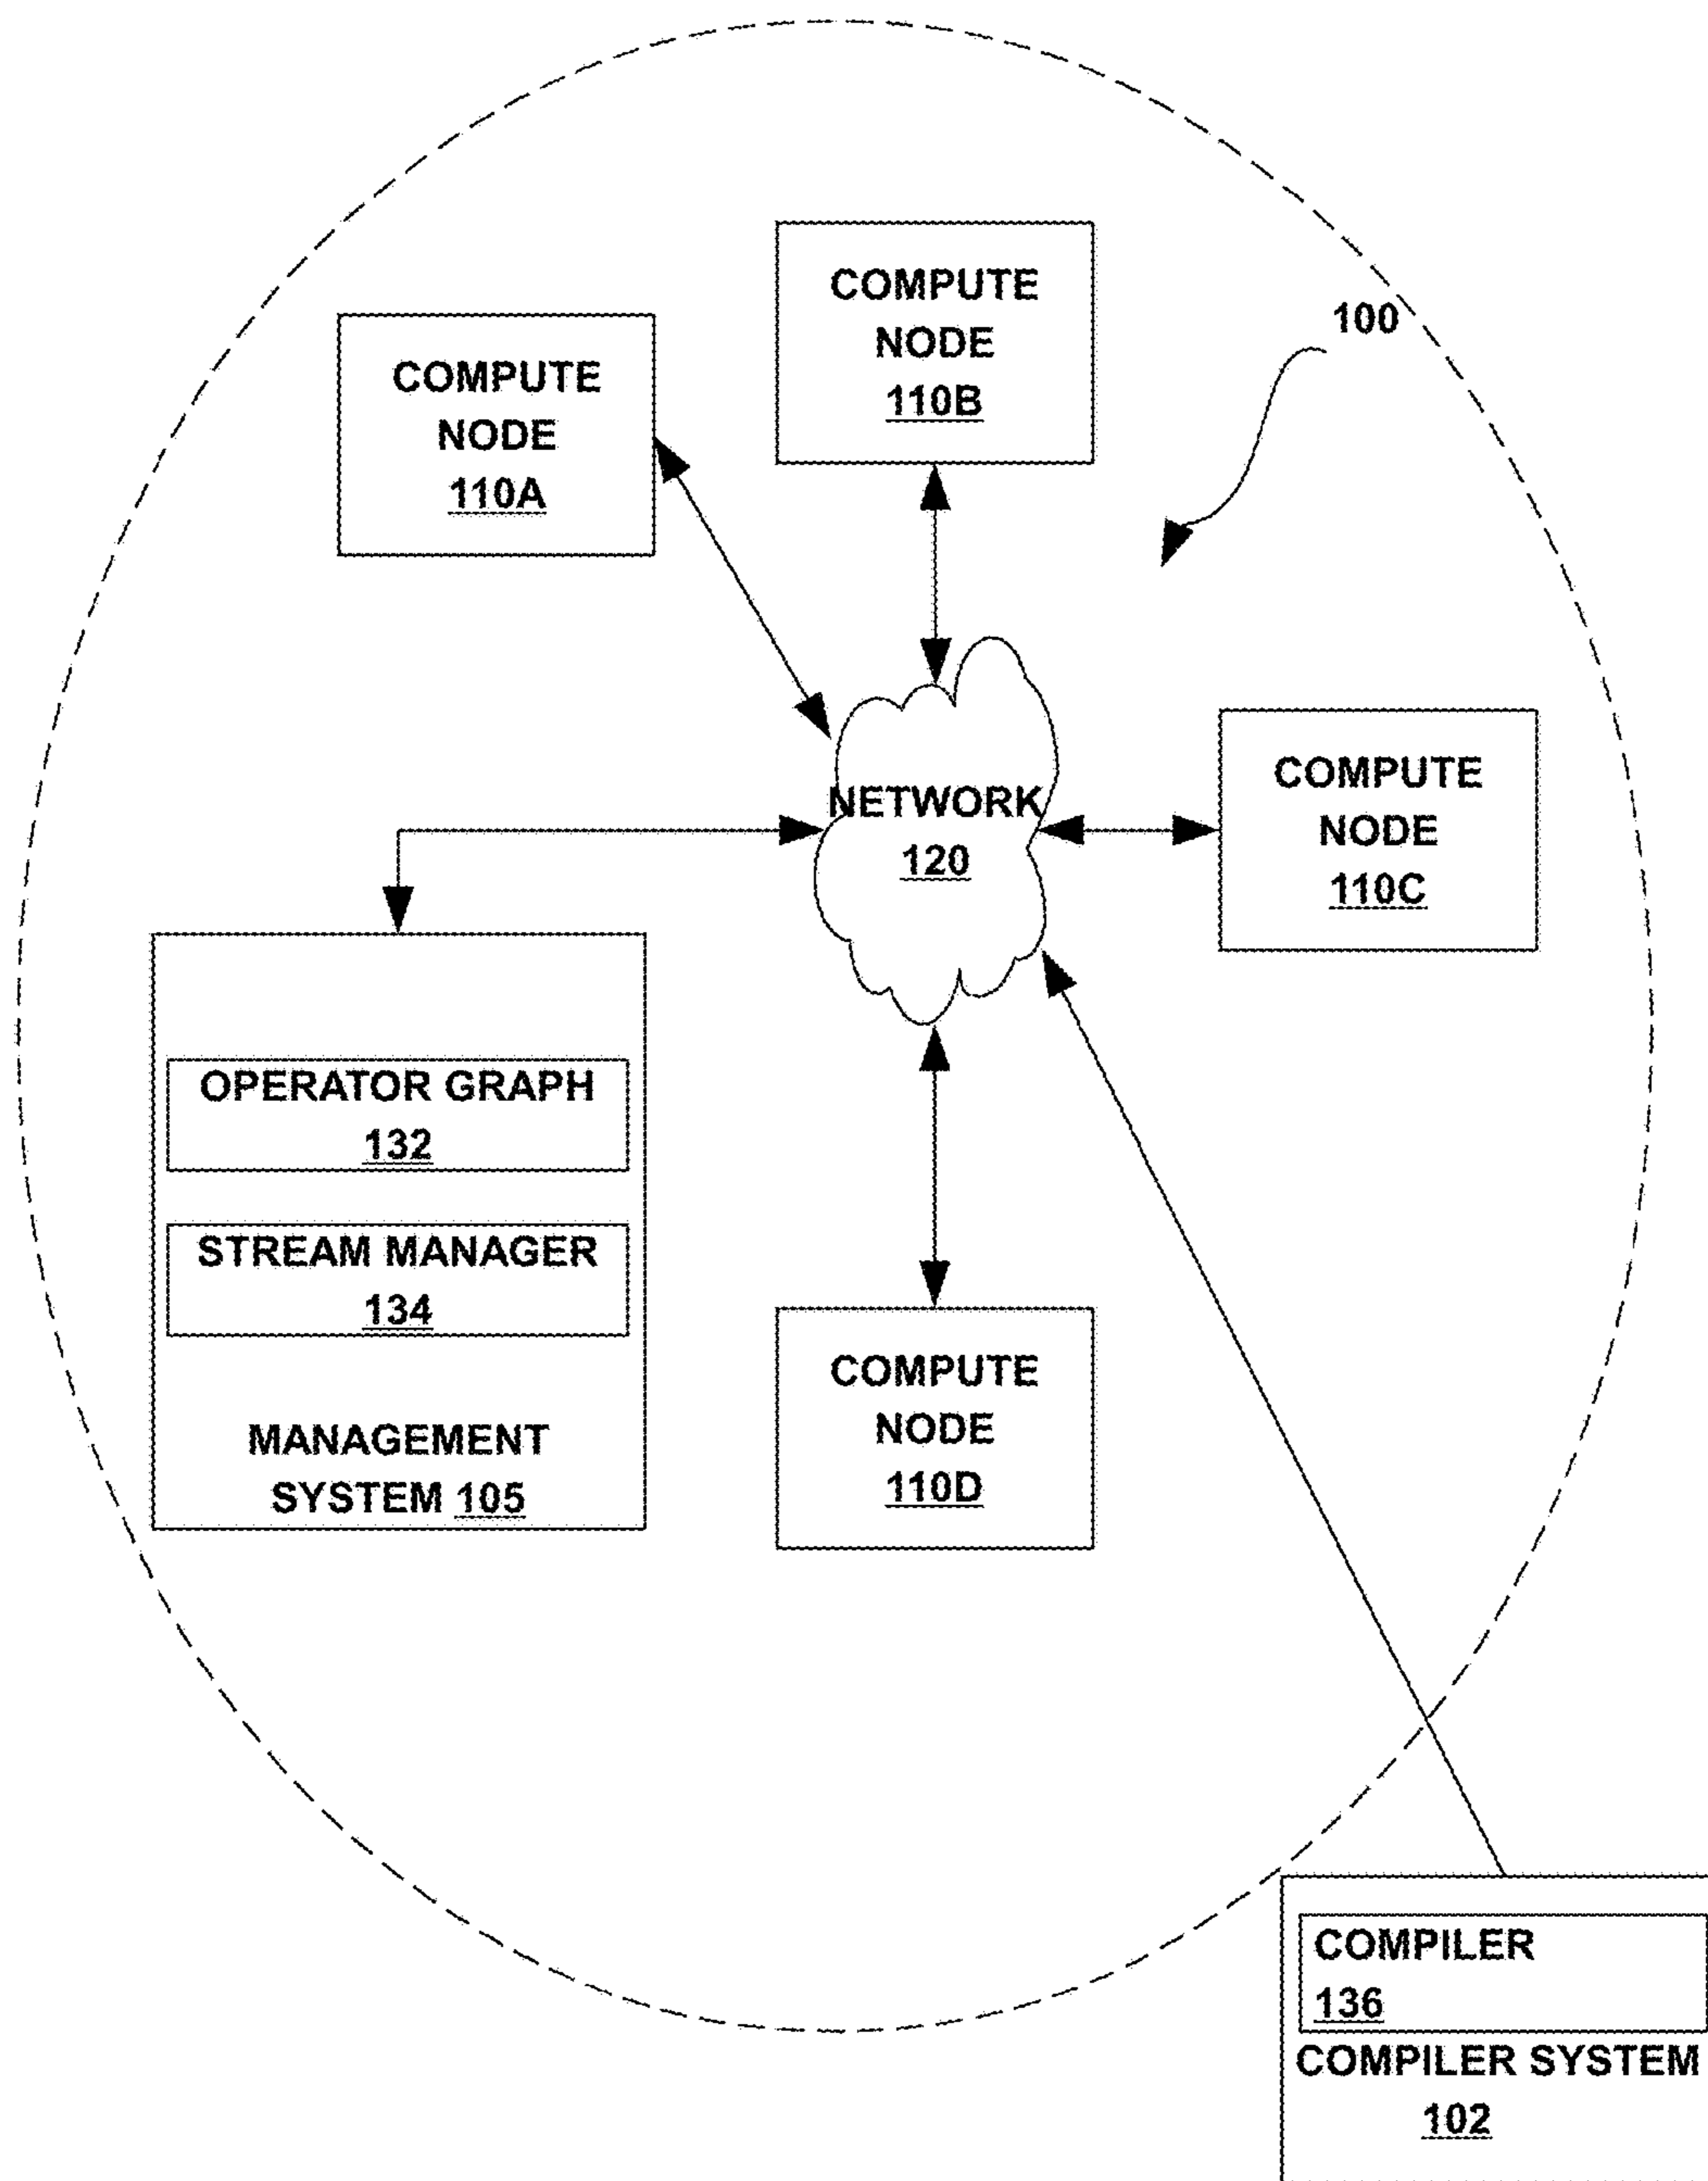 COMPUTE
NODE
110B
100
COMPUTE
NODE
110A
COMPUTE
NODE
110C
NETWORK
120
OPERATOR GRAPH
132
STREAM MANAGER
134
MANAGEMENT
SYSTEM 105
COMPUTE
NODE
110D
COMPILER
136
COMPILER SYSTEM
102